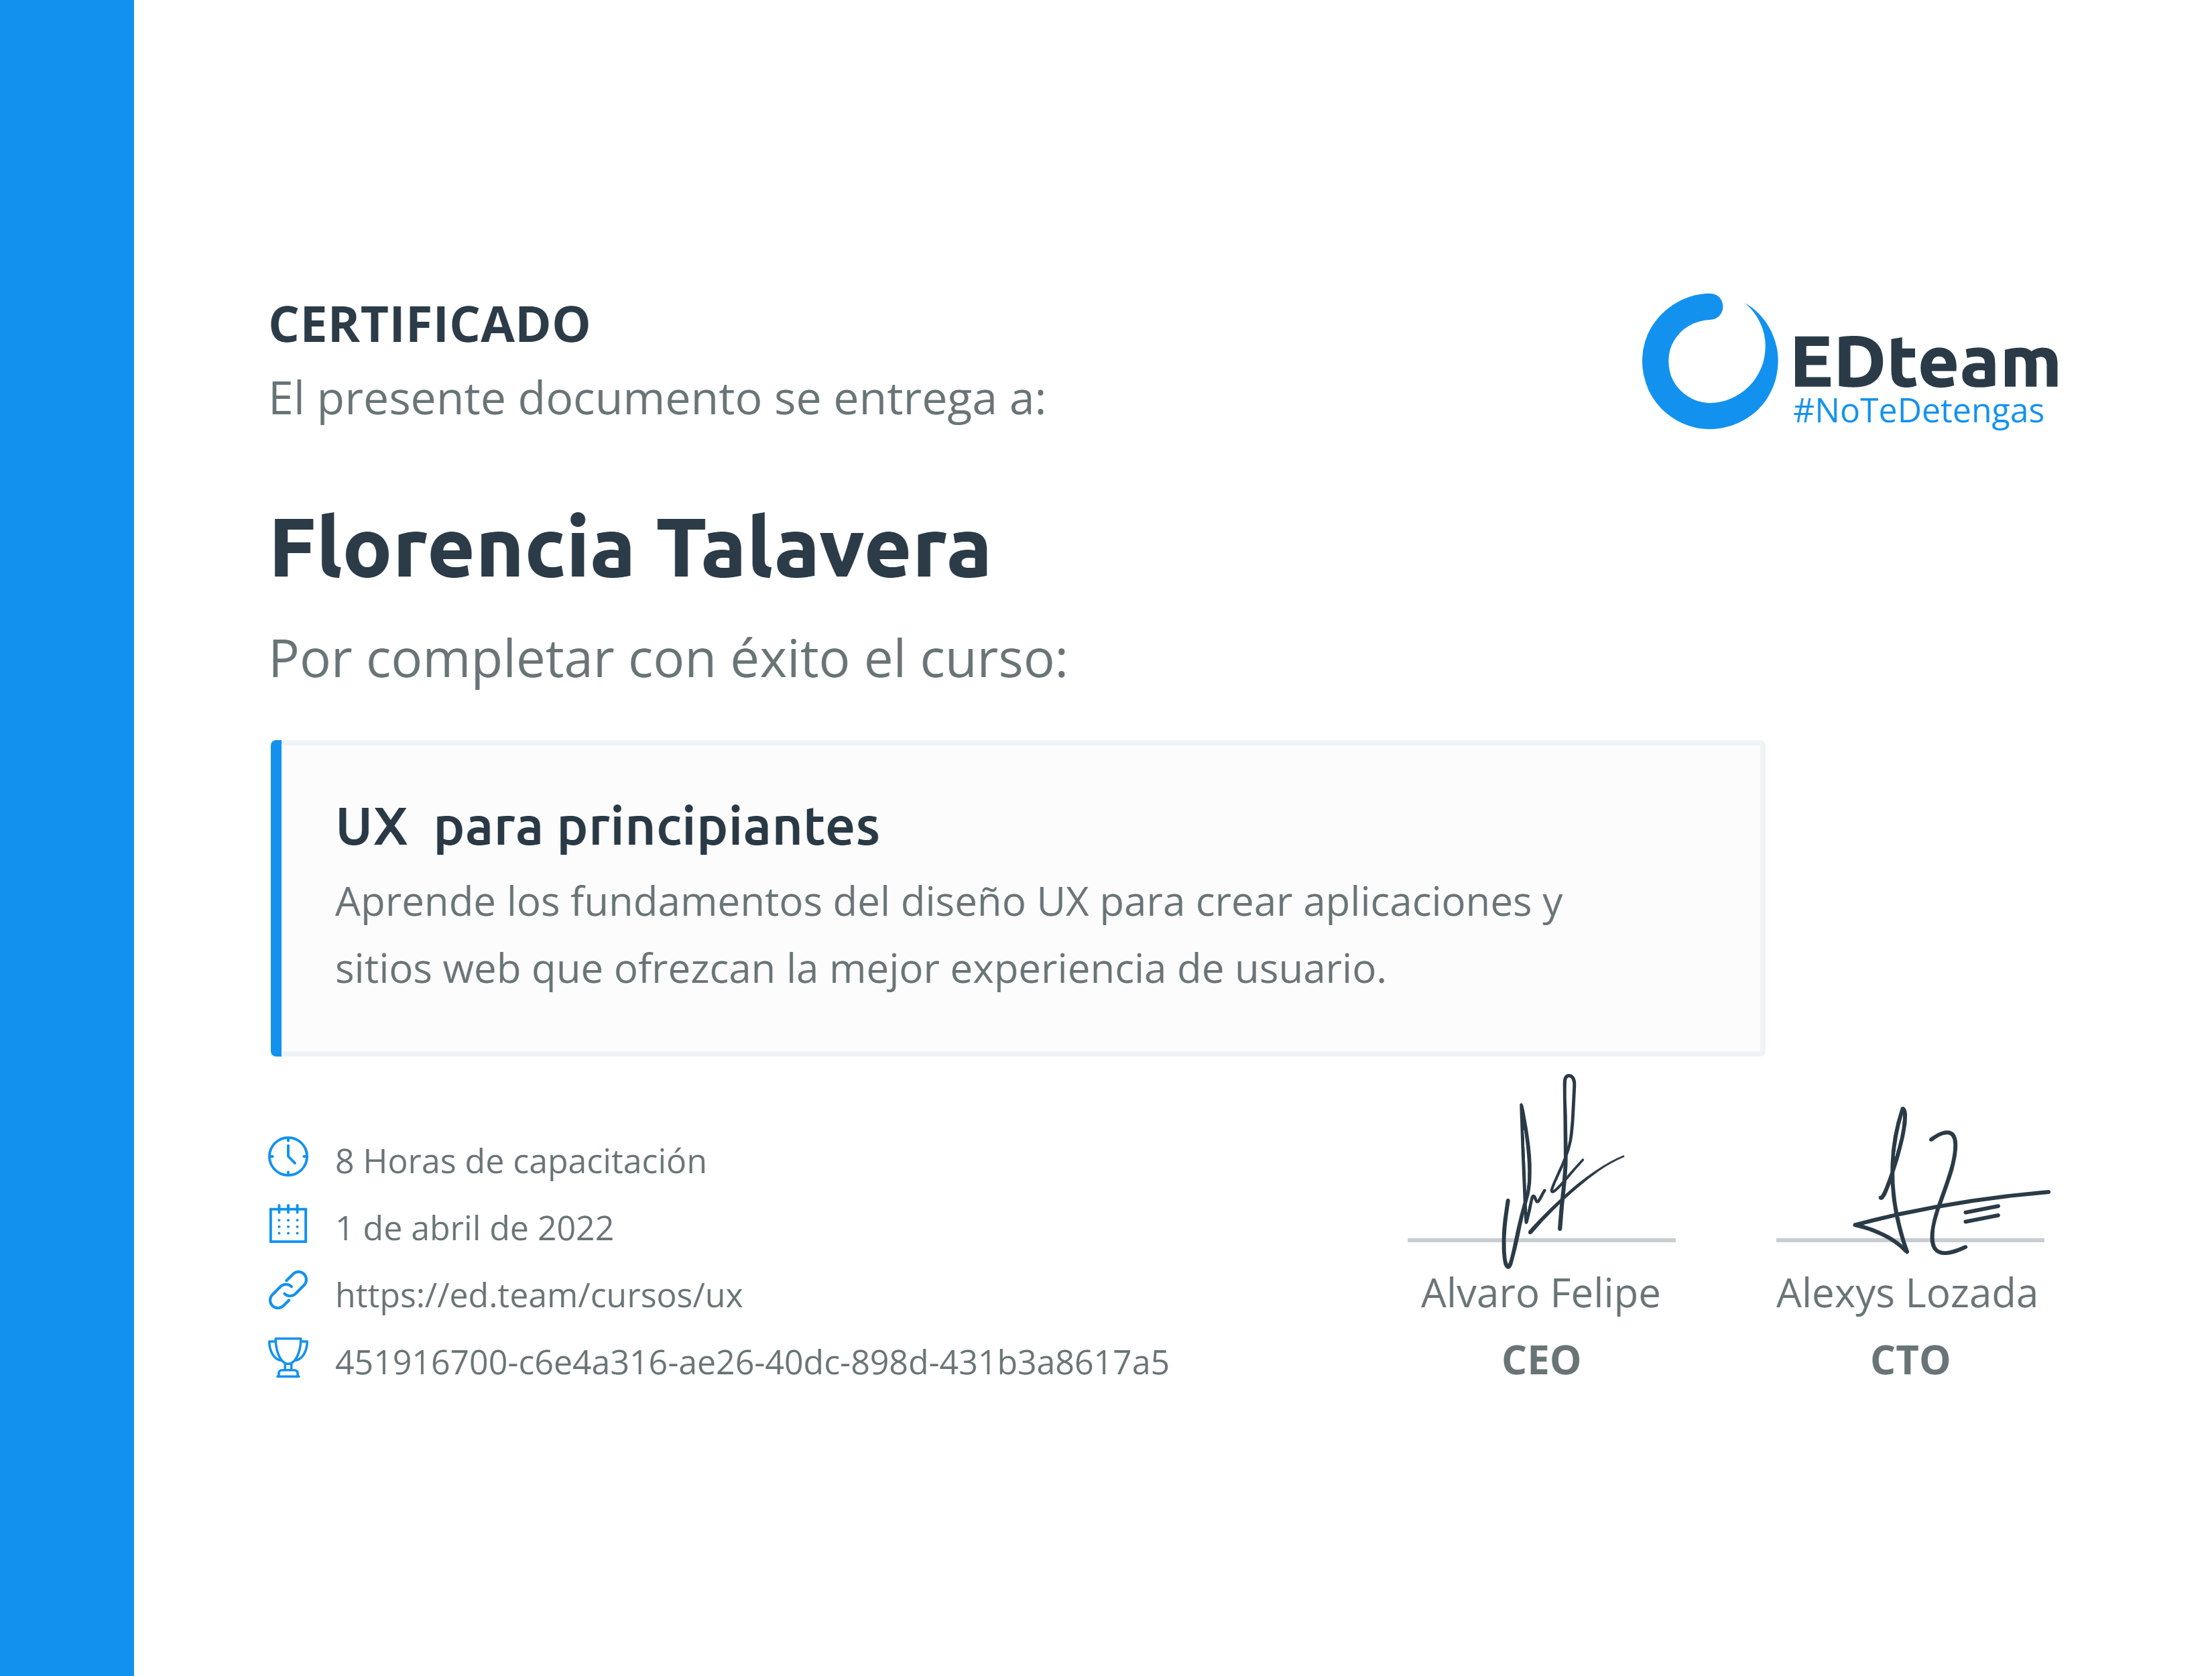 CERTIFICADO
El presente documento se entrega a:
EDteam
#NoTeDetengas
Florencia Talavera
Por completar con éxito el curso:
UX para principiantes
Aprende los fundamentos del diseño UX para crear aplicaciones y
sitios web que ofrezcan la mejor experiencia de usuario.
8 Horas de capacitación
1 de abril de 2022
https://ed.team/cursos/ux
451916700-c6e4a316-ae26-40dc-898d-431b3a8617a5
Alvaro Felipe
CEO
Alexys Lozada
CTO